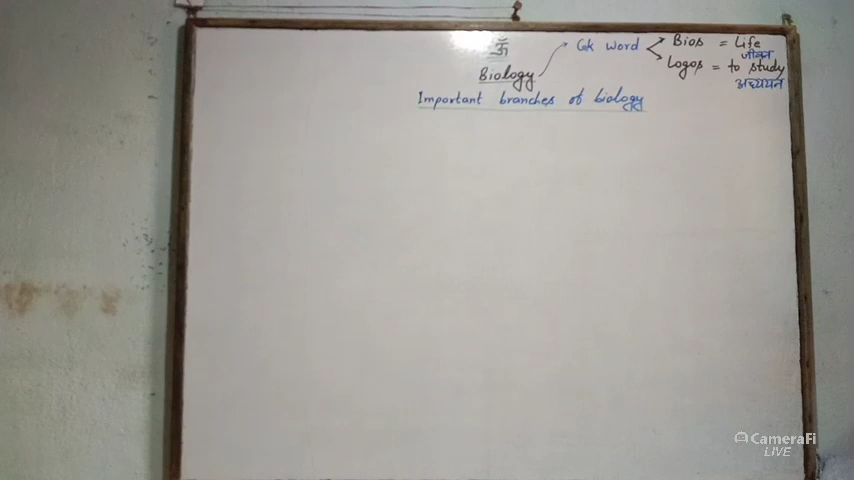 ॐ
Biology → Gk Word
Bios = Life
जीवन
Logos = to study
अध्ययन
Important branches of biology
CameraFi
LIVE